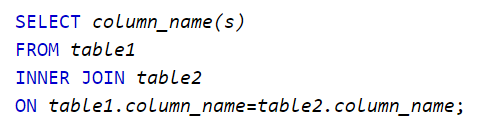 SELECT column_name(s)
FROM table1
INNER JOIN table2
ON table1.column_name=table2.column_name;